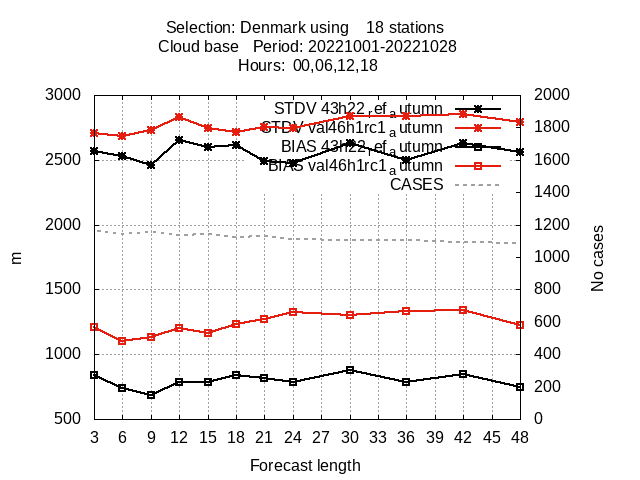 Selection: Denmark using 18 stations
Cloud base Period: 20221001-20221028
Hours: 00,06,12,18
3000 2000
STDV 43h22ref_autumn
1800
STDV val46h1rc1_autumn
BIAS 43h22ref_autumn
2500 1600
BIAS val46h1rc1_autumn
CASES
1400
2000 1200
m
No cases
1000
1500 800
600
1000 400
200
500 0
3 6 9 12 15 18 21 24 27 30 33 36 39 42 45 48
Forecast length